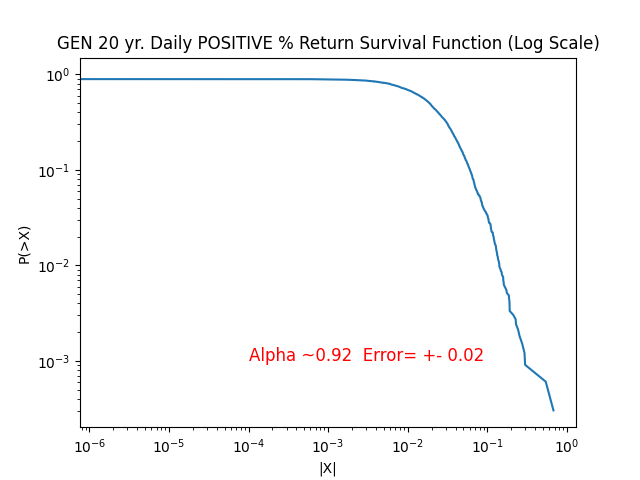 GEN 20 yr. Daily POSITIVE % Return Survival Function (Log Scale)
10⁰
10⁻¹
10⁻²
10⁻³
P(>X)
Alpha ~0.92  Error= +- 0.02
10⁻⁶ 10⁻⁵ 10⁻⁴ 10⁻³ 10⁻² 10⁻¹ 10⁰
|X|